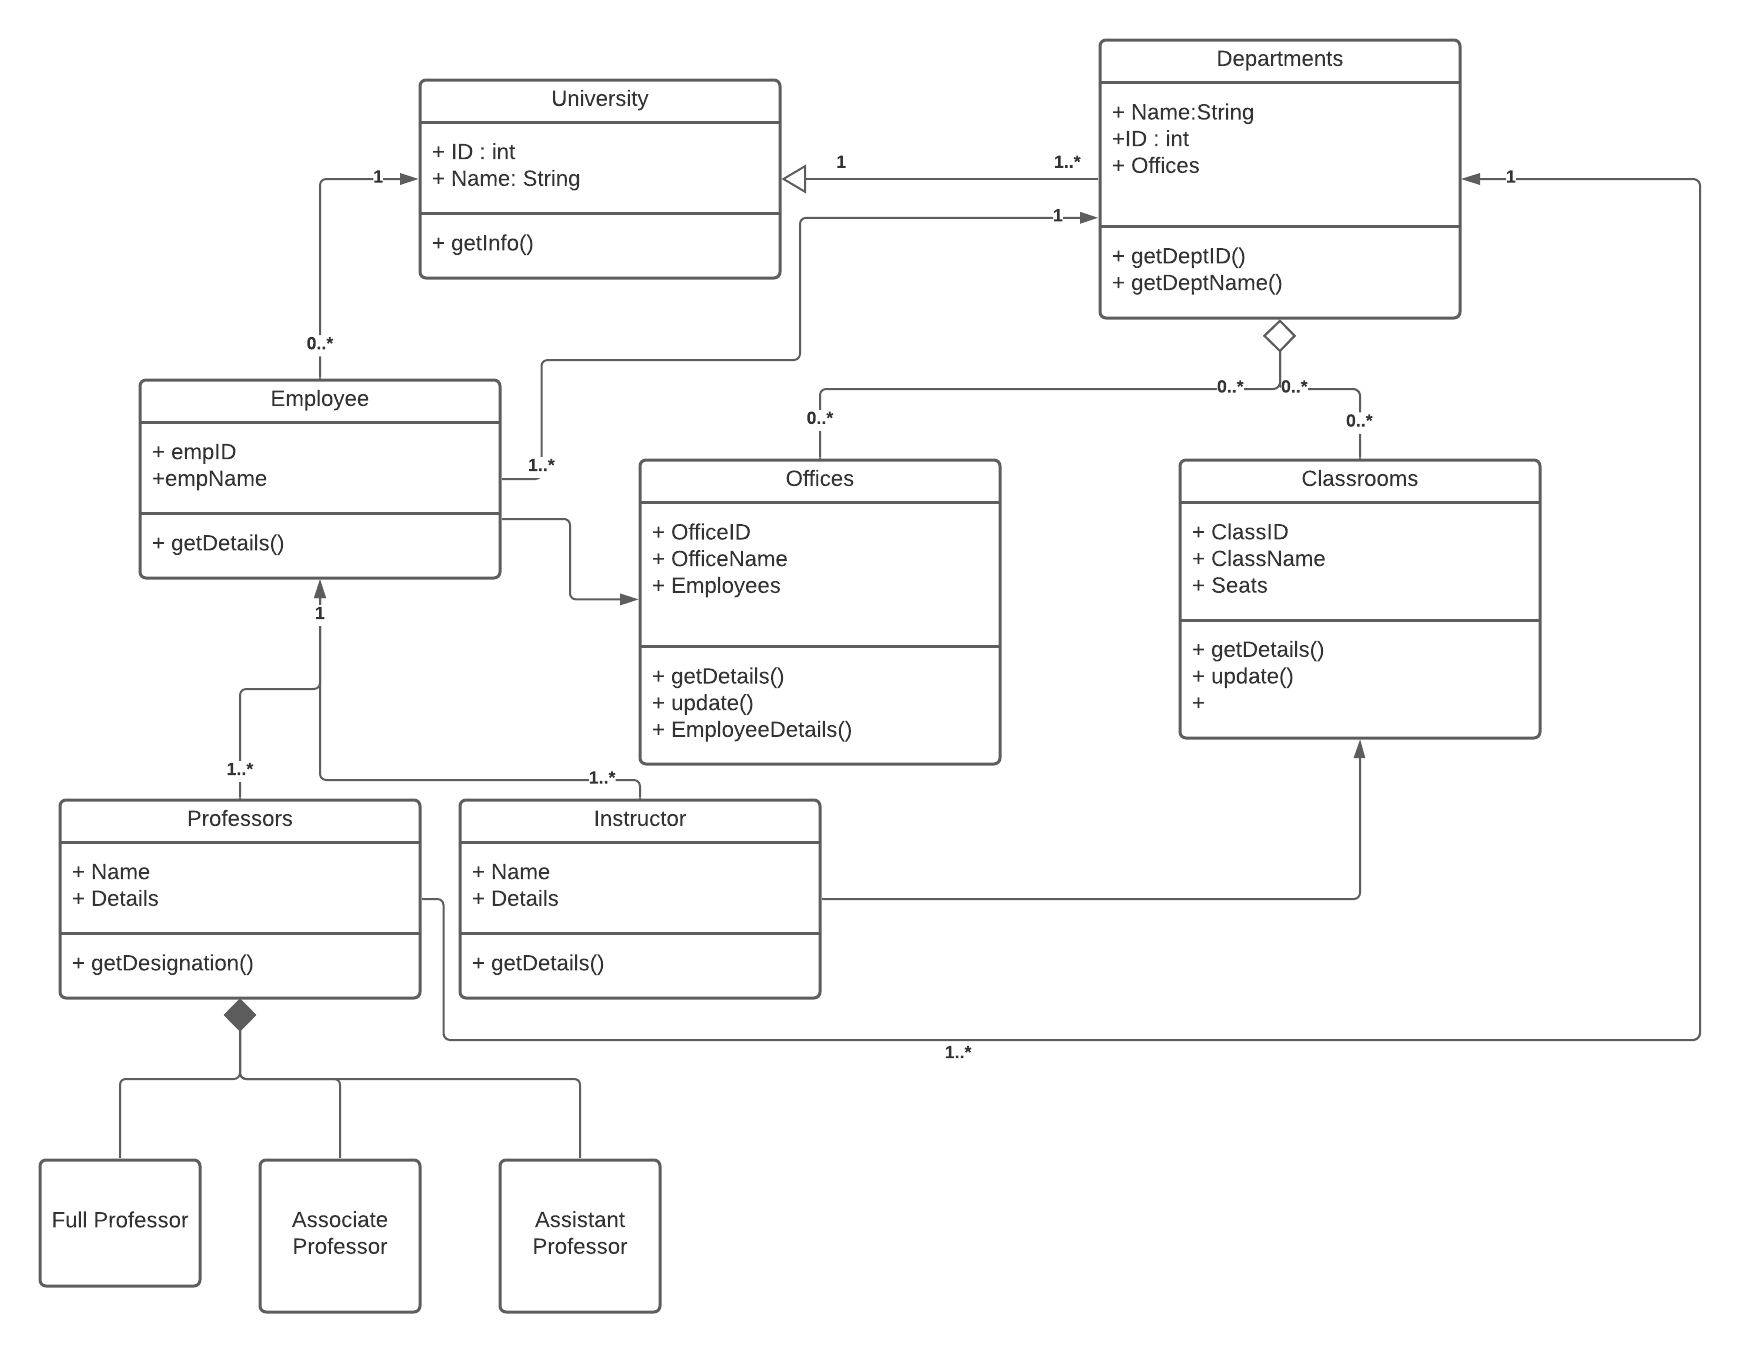 Departments
+ Name:String
+ID : int
+ Offices
+ getDeptID()
+ getDeptName()
University
+ ID : int
+ Name: String
+ getInfo()
1
1..*
1
1
1
0..*
Employee
+ empID
+empName
+ getDetails()
1..*
0..*
0..*
0..*
0..*
Offices
+ OfficeID
+ OfficeName
+ Employees
+ getDetails()
+ update()
+ EmployeeDetails()
Classrooms
+ ClassID
+ ClassName
+ Seats
+ getDetails()
+ update()
+
1
1..*
1..*
Professors
+ Name
+ Details
+ getDesignation()
Instructor
+ Name
+ Details
+ getDetails()
1..*
Full Professor
Associate
Professor
Assistant
Professor